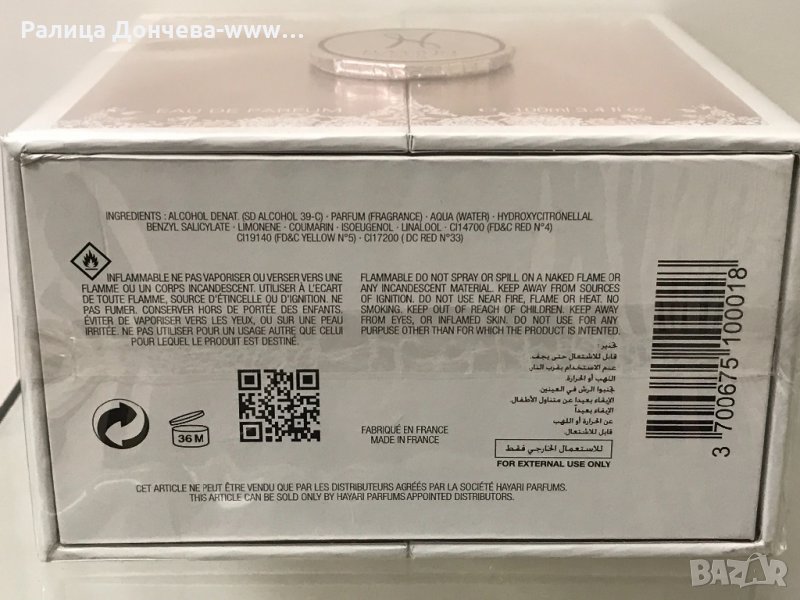 Ралица Дончева-www...
EAU DE PARFUM
100ml 3.4 fl oz
INGREDIENTS : ALCOHOL DENAT. (SD ALCOHOL 39-C) · PARFUM (FRAGRANCE) · AQUA (WATER) · HYDROXYCITRONELLAL
BENZYL SALICYLATE · LIMONENE · COUMARIN · ISOEUGENOL · LINALOOL · CI14700 (FD&C RED N°4)
CI19140 (FD&C YELLOW N°5) · CI17200 ( DC RED N°33)
INFLAMMABLE NE PAS VAPORISER OU VERSER VERS UNE
FLAMME OU UN CORPS INCANDESCENT. UTILISER À L'ECART
DE TOUTE FLAMME, SOURCE D'ÉTINCELLE OU D'IGNITION. NE
PAS FUMER. CONSERVER HORS DE PORTÉE DES ENFANTS.
ÉVITER DE VAPORISER VERS LES YEUX, OU SUR UNE PEAU
IRRITÉE. NE PAS UTILISER POUR UN USAGE AUTRE QUE CELUI
POUR LEQUEL LE PRODUIT EST DESTINÉ.
FLAMMABLE DO NOT SPRAY OR SPILL ON A NAKED FLAME OR
ANY INCANDESCENT MATERIAL. KEEP AWAY FROM SOURCES
OF IGNITION. DO NOT USE NEAR FIRE, FLAME OR HEAT. NO
SMOKING. KEEP OUT OF REACH OF CHILDREN. KEEP AWAY
FROM EYES, OR INFLAMED SKIN. DO NOT USE FOR ANY
PURPUSE OTHER THAN FOR WHICH THE PRODUCT IS INTENTED.
تحذير:
قابل للاشتعال حتى يجف.
عدم الاستخدام بقرب النار.
اللهب أو الحرارة.
تجنبوا الرش في العينين.
الإبقاء بعيداً عن متناول الأطفال.
الإبقاء بعيداً
عن الحرارة أو اللهب
قابل للاشتعال.
36 M
FABRIQUÉ EN FRANCE
MADE IN FRANCE
للاستعمال الخارجي فقط
FOR EXTERNAL USE ONLY
3 700675 100018
CET ARTICLE NE PEUT ÊTRE VENDU QUE PAR LES DISTRIBUTEURS AGRÉÉS PAR LA SOCIÉTÉ HAYARI PARFUMS.
THIS ARTICLE CAN BE SOLD ONLY BY HAYARI PARFUMS APPOINTED DISTRIBUTORS.
BAZAR